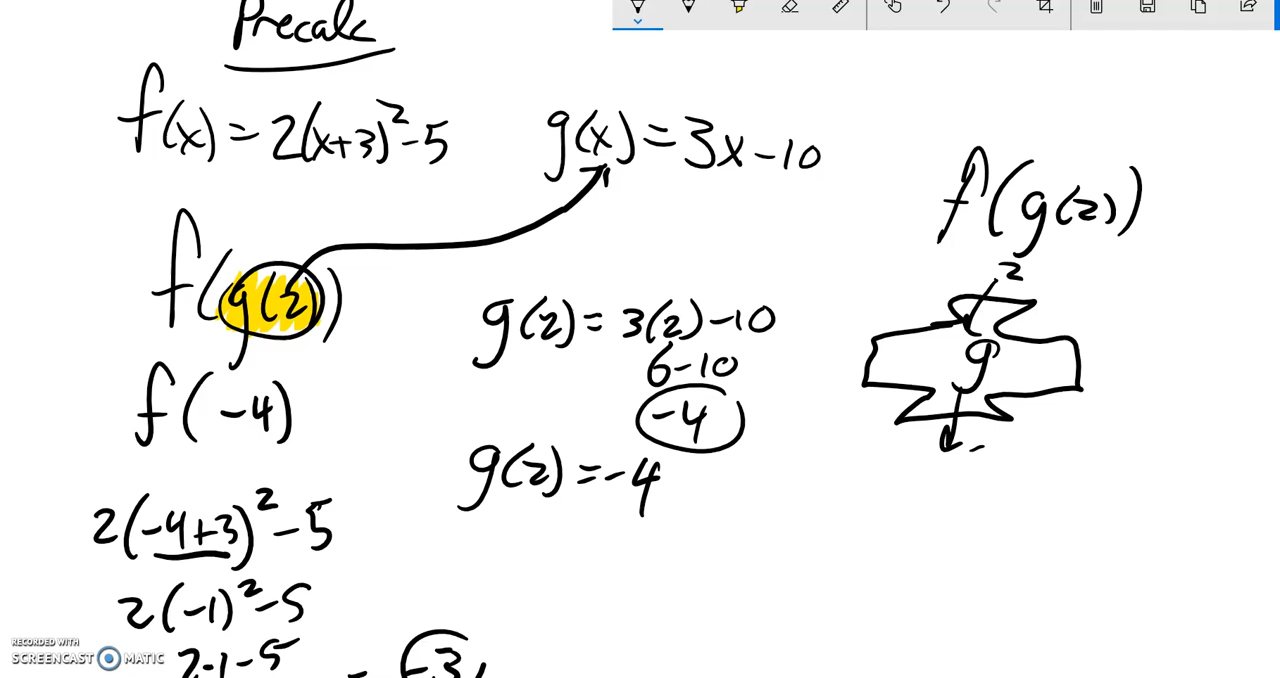 Precalc
f(x) = 2(x+3)² - 5
g(x) = 3x - 10
f(g(2))
f(g(2))
2
g
g(2) = 3(2) - 10
6 - 10
-4
g(2) = -4
f(-4)
2(-4+3)² - 5
2(-1)² - 5
2·1 - 5
= -3
RECORDED WITH
SCREENCAST MATIC